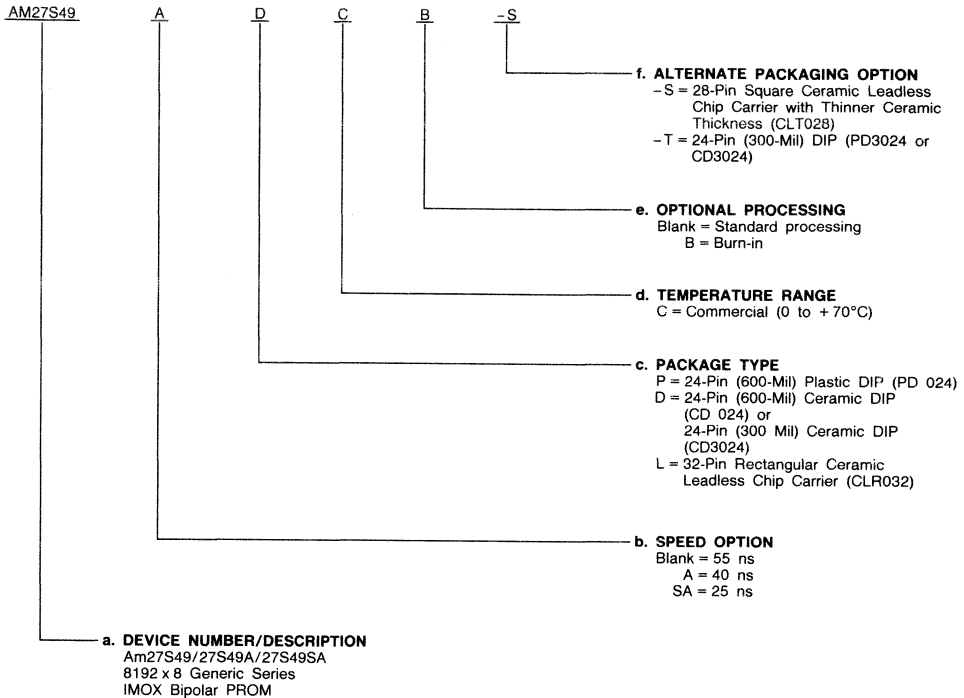 AM27S49 A D C B -S
f. ALTERNATE PACKAGING OPTION
-S = 28-Pin Square Ceramic Leadless
Chip Carrier with Thinner Ceramic
Thickness (CLT028)
-T = 24-Pin (300-Mil) DIP (PD3024 or
CD3024)
e. OPTIONAL PROCESSING
Blank = Standard processing
B = Burn-in
d. TEMPERATURE RANGE
C = Commercial (0 to +70°C)
c. PACKAGE TYPE
P = 24-Pin (600-Mil) Plastic DIP (PD 024)
D = 24-Pin (600-Mil) Ceramic DIP
(CD 024) or
24-Pin (300 Mil) Ceramic DIP
(CD3024)
L = 32-Pin Rectangular Ceramic
Leadless Chip Carrier (CLR032)
b. SPEED OPTION
Blank = 55 ns
A = 40 ns
SA = 25 ns
a. DEVICE NUMBER/DESCRIPTION
Am27S49/27S49A/27S49SA
8192 x 8 Generic Series
IMOX Bipolar PROM